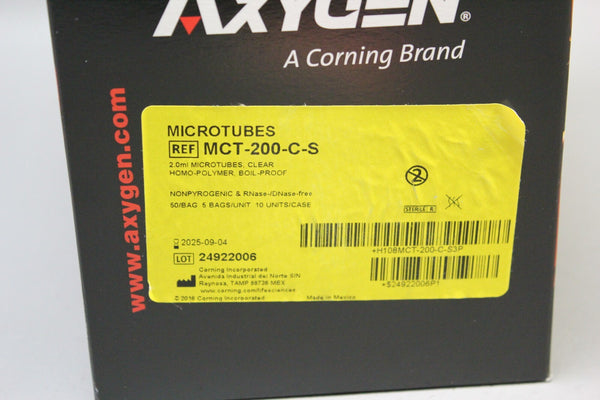 AXYGEN®
A Corning Brand
www.axygen.com
MICROTUBES
REF MCT-200-C-S
2.0ml MICROTUBES, CLEAR
HOMO-POLYMER, BOIL-PROOF
NONPYROGENIC & RNase-/DNase-free
50/BAG 5 BAGS/UNIT 10 UNITS/CASE
2
STERILE R
2025-09-04
LOT 24922006
+H108MCT-200-C-S3P
Corning Incorporated
Avenida Industrial del Norte S/N
Reynosa, TAMP 88736 MEX
www.corning.com/lifesciences
+$24922006P1
© 2016 Corning Incorporated
Made in Mexico